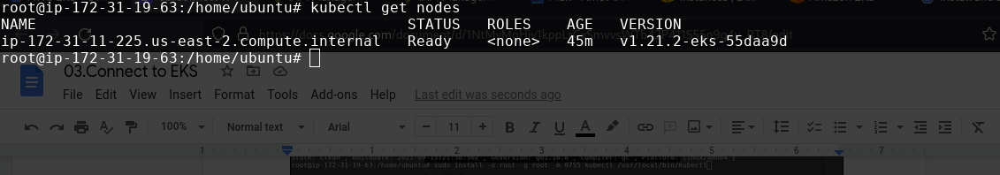 root@ip-172-31-19-63:/home/ubuntu# kubectl get nodes
NAME STATUS ROLES AGE VERSION
ip-172-31-11-225.us-east-2.compute.internal Ready <none> 45m v1.21.2-eks-55daa9d
root@ip-172-31-19-63:/home/ubuntu#
03.Connect to EKS
File Edit View Insert Format Tools Add-ons Help Last edit was seconds ago
100% Normal text Arial 11
1 1 2 3 4 5 6 7
root@ip-172-31-19-63:/home/ubuntu# sudo install -o root -g root -m 0755 kubectl /usr/local/bin/kubectl